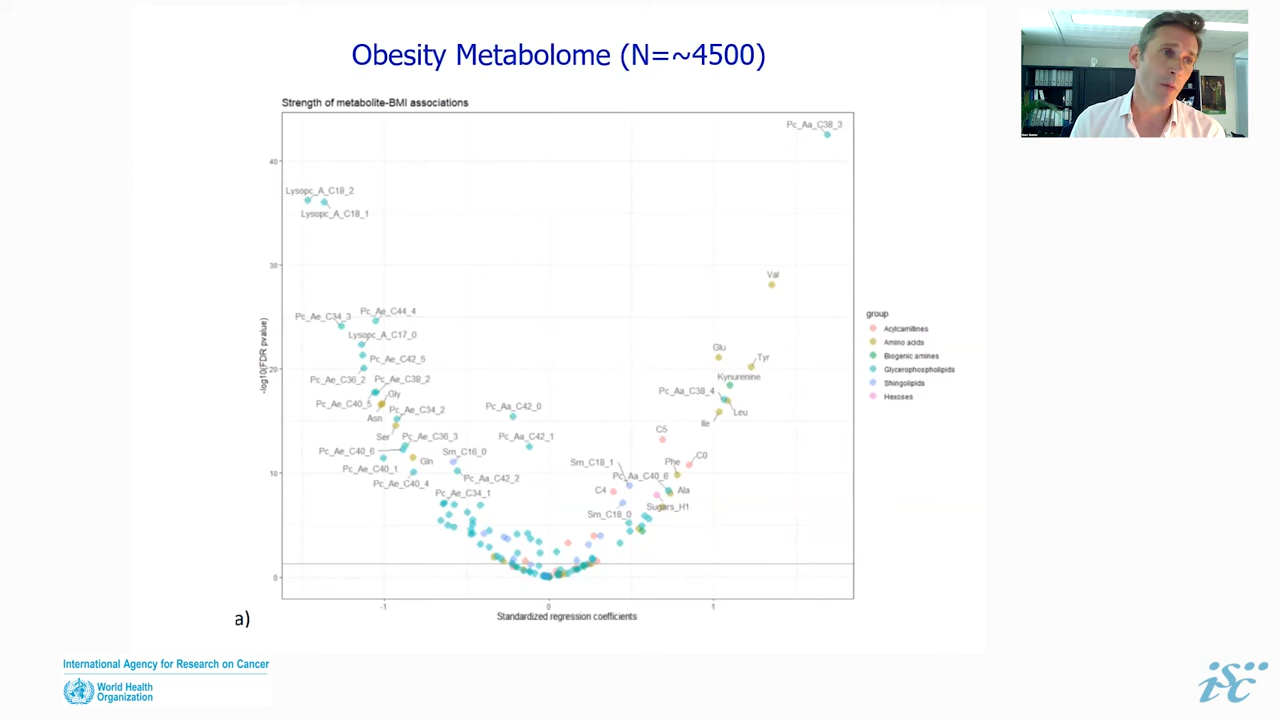 Obesity Metabolome (N=~4500)
Strength of metabolite-BMI associations
Pc_Aa_C38_3
40
Lysopc_A_C18_2
Lysopc_A_C18_1
30
Val
Pc_Ae_C34_3
Pc_Ae_C44_4
Lysopc_A_C17_0
Pc_Ae_C42_5
20
Pc_Ae_C36_2
Pc_Ae_C38_2
Gly
Pc_Ae_C40_5
Pc_Ae_C34_2
Asn
Ser
Pc_Ae_C36_3
Pc_Ae_C40_6
Gln
Pc_Ae_C40_1
Pc_Ae_C40_4
Sm_C16_0
Pc_Aa_C42_2
Pc_Ae_C34_1
Pc_Aa_C42_0
Pc_Aa_C42_1
Glu
Tyr
Kynurenine
Pc_Aa_C38_4
Leu
Ile
C5
C0
Phe
Sm_C18_1
Pc_Aa_C40_6
C4
Ala
Sugars_H1
Sm_C18_0
10
0
-log10(FDR pvalue)
-1
0
1
Standardized regression coefficients
group
Acylcarnitines
Amino acids
Biogenic amines
Glycerophospholipids
Shingolipids
Hexoses
a)
International Agency for Research on Cancer
World Health
Organization
isc